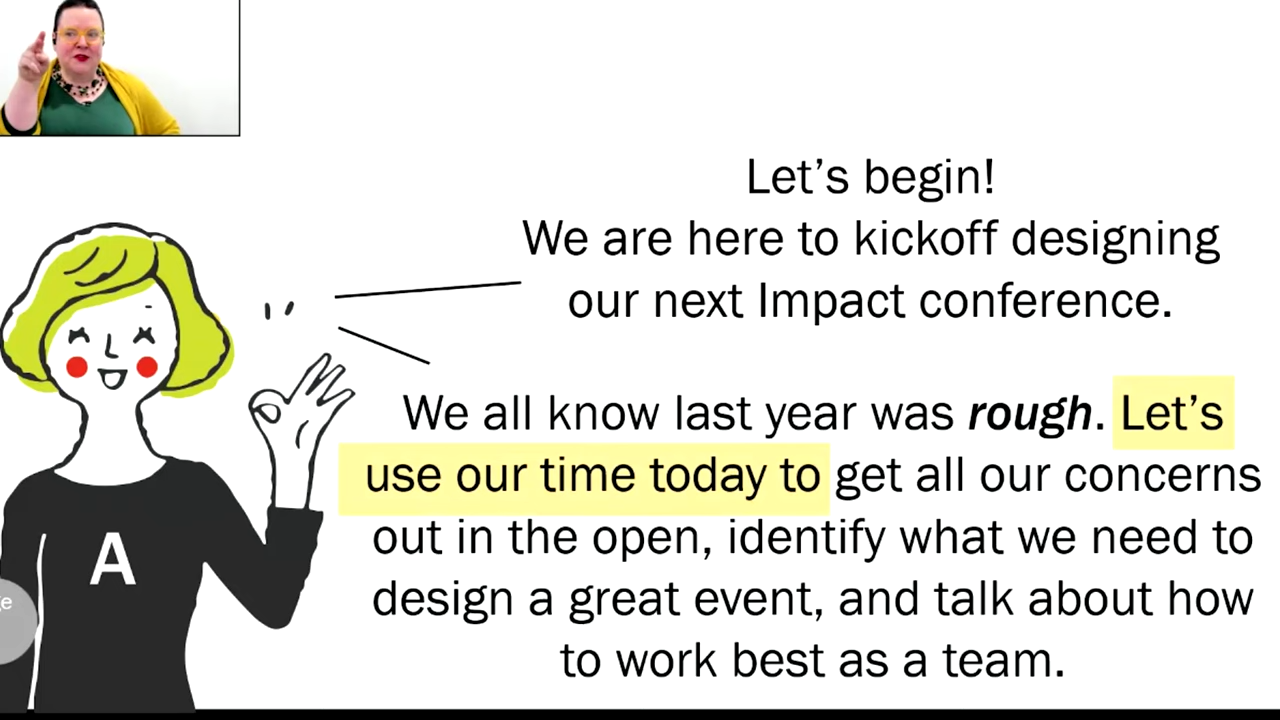 Let's begin!
We are here to kickoff designing
our next Impact conference.
We all know last year was rough. Let's
use our time today to get all our concerns
out in the open, identify what we need to
design a great event, and talk about how
to work best as a team.
A
ge